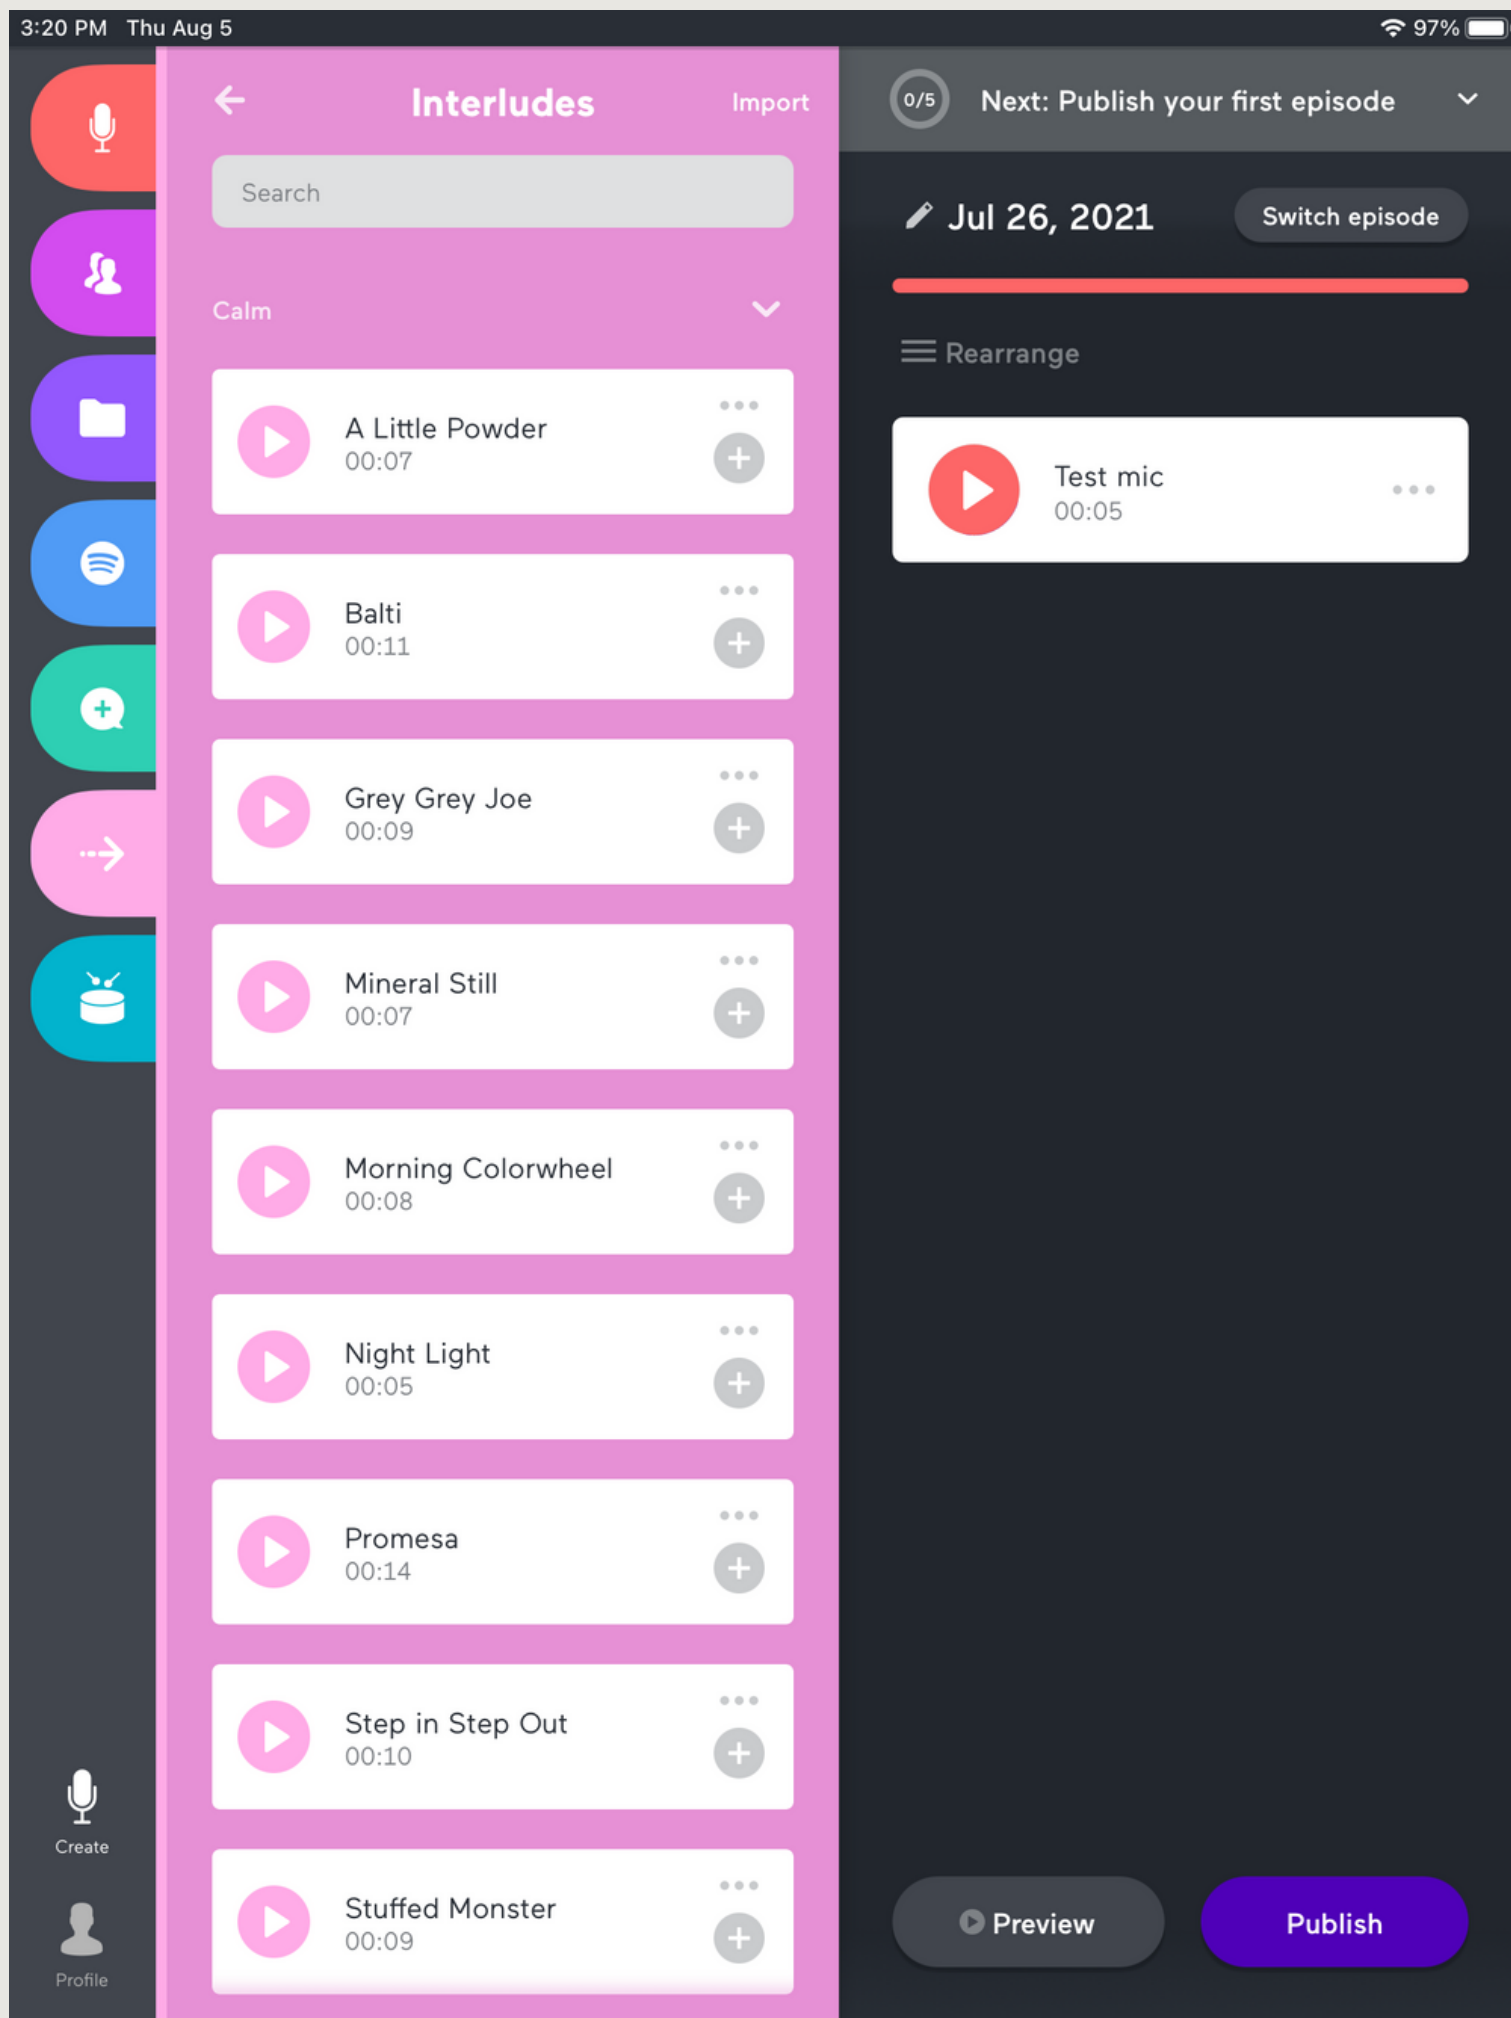 3:20 PM Thu Aug 5
97%
Interludes
Import
Search
Calm
A Little Powder
00:07
Balti
00:11
Grey Grey Joe
00:09
Mineral Still
00:07
Morning Colorwheel
00:08
Night Light
00:05
Promesa
00:14
Step in Step Out
00:10
Stuffed Monster
00:09
Create
Profile
0/5
Next: Publish your first episode
Jul 26, 2021
Switch episode
Rearrange
Test mic
00:05
Preview
Publish